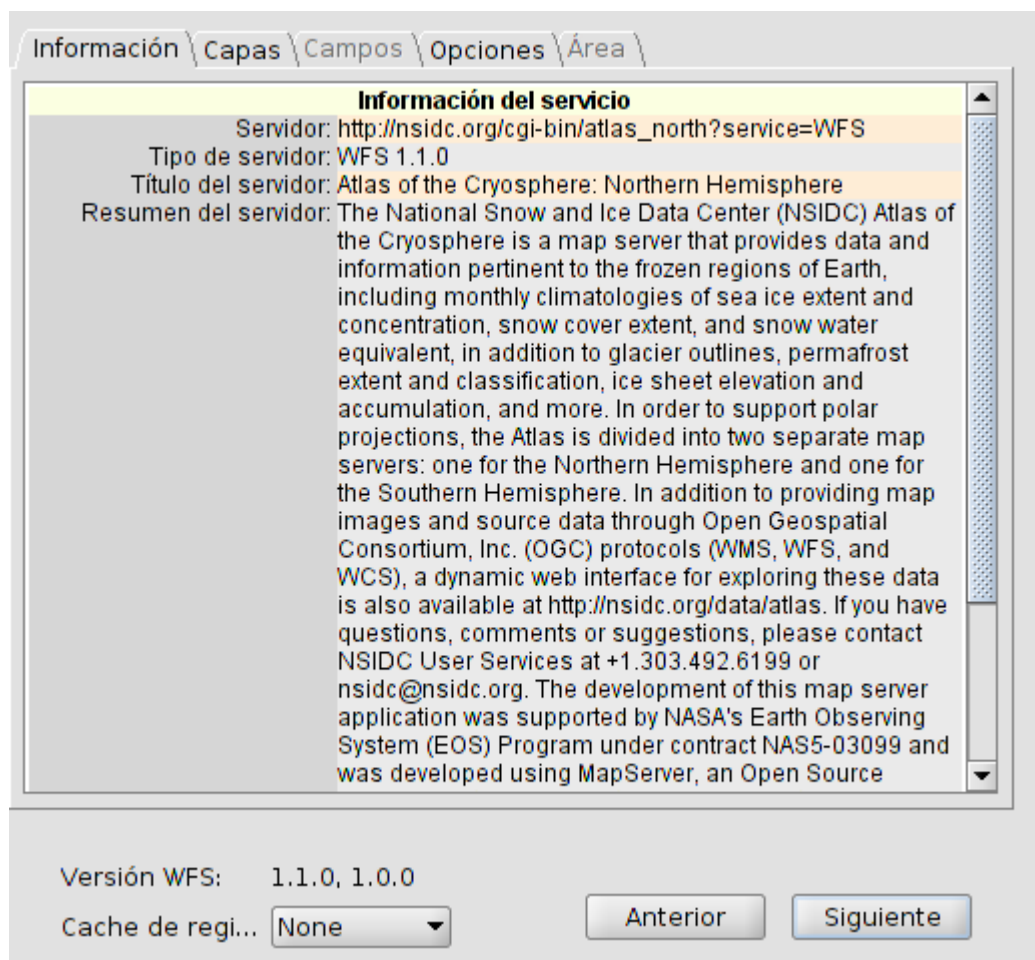 Información Capas Campos Opciones Área
Información del servicio
Servidor: http://nsidc.org/cgi-bin/atlas_north?service=WFS
Tipo de servidor: WFS 1.1.0
Título del servidor: Atlas of the Cryosphere: Northern Hemisphere
Resumen del servidor: The National Snow and Ice Data Center (NSIDC) Atlas of
the Cryosphere is a map server that provides data and
information pertinent to the frozen regions of Earth,
including monthly climatologies of sea ice extent and
concentration, snow cover extent, and snow water
equivalent, in addition to glacier outlines, permafrost
extent and classification, ice sheet elevation and
accumulation, and more. In order to support polar
projections, the Atlas is divided into two separate map
servers: one for the Northern Hemisphere and one for
the Southern Hemisphere. In addition to providing map
images and source data through Open Geospatial
Consortium, Inc. (OGC) protocols (WMS, WFS, and
WCS), a dynamic web interface for exploring these data
is also available at http://nsidc.org/data/atlas. If you have
questions, comments or suggestions, please contact
NSIDC User Services at +1.303.492.6199 or
nsidc@nsidc.org. The development of this map server
application was supported by NASA's Earth Observing
System (EOS) Program under contract NAS5-03099 and
was developed using MapServer, an Open Source
Versión WFS: 1.1.0, 1.0.0
Cache de regi... None
Anterior Siguiente